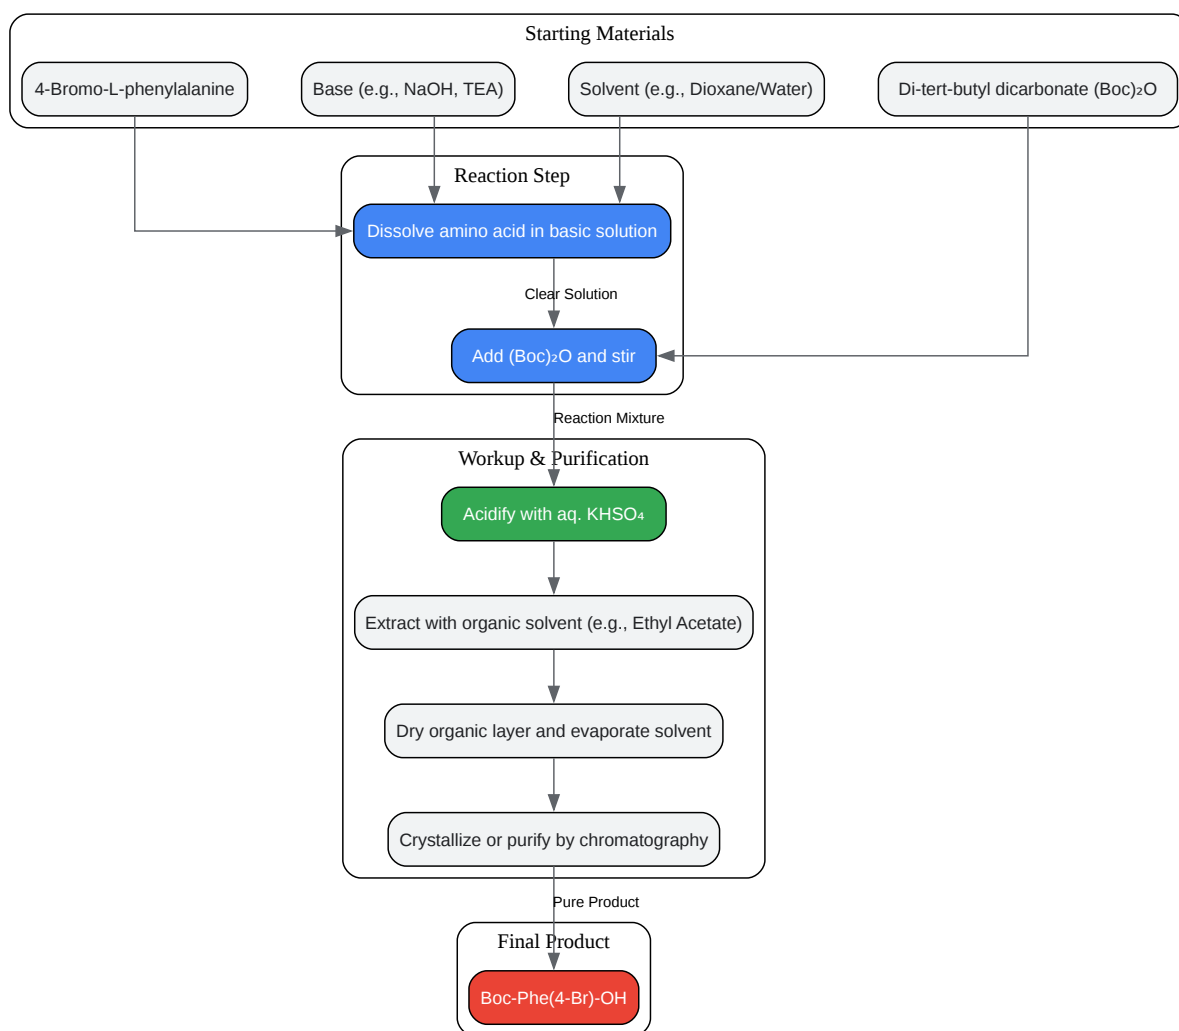 Starting Materials
4-Bromo-L-phenylalanine
Base (e.g., NaOH, TEA)
Solvent (e.g., Dioxane/Water)
Di-tert-butyl dicarbonate (Boc)₂O
Reaction Step
Dissolve amino acid in basic solution
Clear Solution
Add (Boc)₂O and stir
Reaction Mixture
Workup & Purification
Acidify with aq. KHSO₄
Extract with organic solvent (e.g., Ethyl Acetate)
Dry organic layer and evaporate solvent
Crystallize or purify by chromatography
Pure Product
Final Product
Boc-Phe(4-Br)-OH